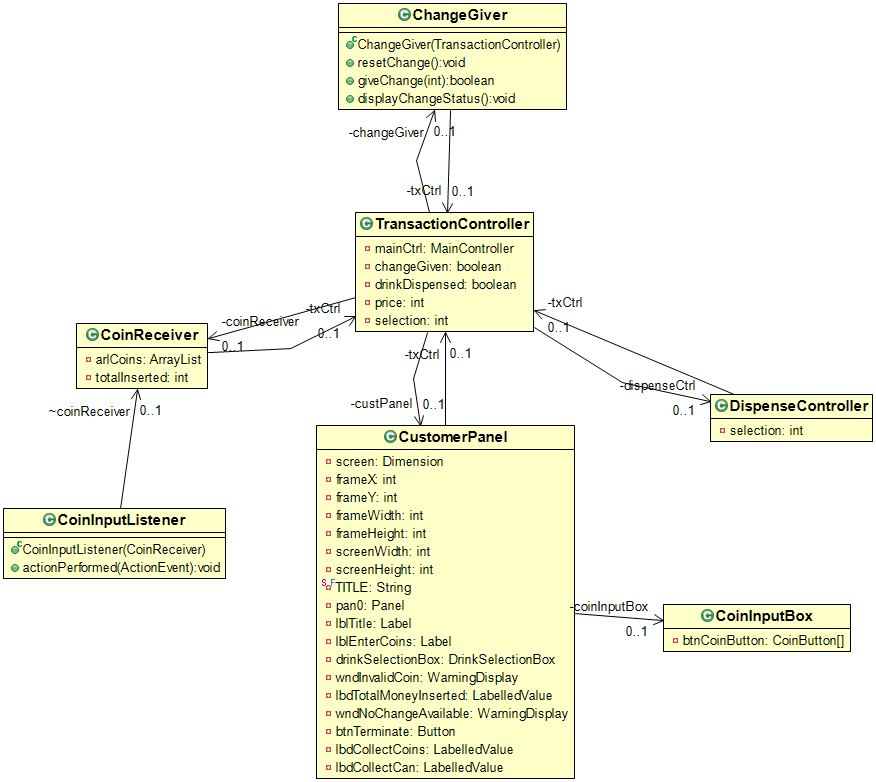 ChangeGiver
ChangeGiver(TransactionController)
resetChange():void
giveChange(int):boolean
displayChangeStatus():void
-changeGiver
0..1
-txCtrl
0..1
TransactionController
mainCtrl: MainController
changeGiven: boolean
drinkDispensed: boolean
price: int
selection: int
-txCtrl
0..1
-coinReceiver
0..1
-txCtrl
0..1
CoinReceiver
arlCoins: ArrayList
totalInserted: int
-txCtrl
0..1
-dispenseCtrl
0..1
DispenseController
selection: int
~coinReceiver
0..1
-custPanel
0..1
CustomerPanel
screen: Dimension
frameX: int
frameY: int
frameWidth: int
frameHeight: int
screenWidth: int
screenHeight: int
S F
TITLE: String
pan0: Panel
lblTitle: Label
lblEnterCoins: Label
drinkSelectionBox: DrinkSelectionBox
wndInvalidCoin: WarningDisplay
lbdTotalMoneyInserted: LabelledValue
wndNoChangeAvailable: WarningDisplay
btnTerminate: Button
lbdCollectCoins: LabelledValue
lbdCollectCan: LabelledValue
CoinInputListener
CoinInputListener(CoinReceiver)
actionPerformed(ActionEvent):void
-coinInputBox
0..1
CoinInputBox
btnCoinButton: CoinButton[]